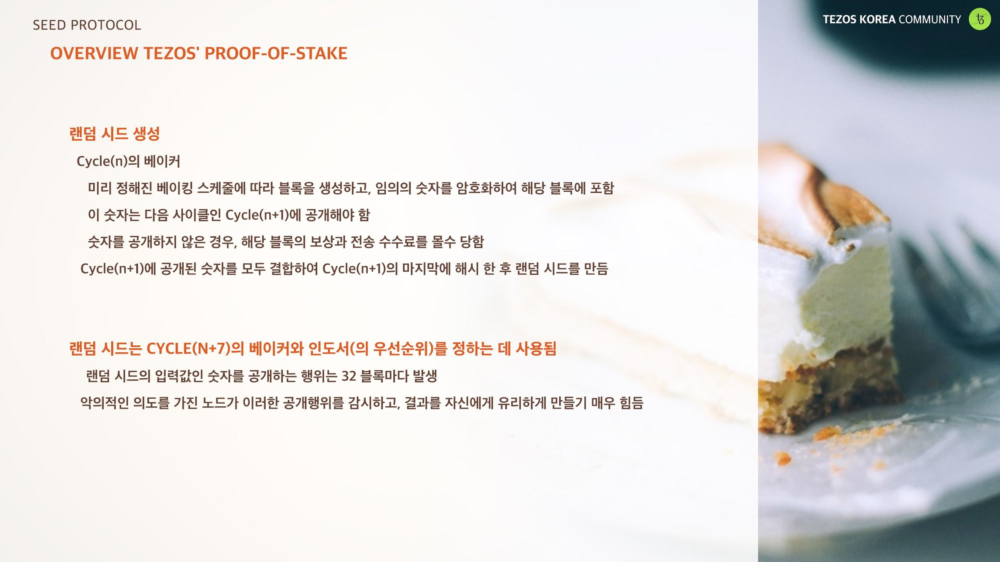 SEED PROTOCOL
TEZOS KOREA COMMUNITY
OVERVIEW TEZOS' PROOF-OF-STAKE
랜덤 시드 생성
Cycle(n)의 베이커
미리 정해진 베이킹 스케줄에 따라 블록을 생성하고, 임의의 숫자를 암호화하여 해당 블록에 포함
이 숫자는 다음 사이클인 Cycle(n+1)에 공개해야 함
숫자를 공개하지 않은 경우, 해당 블록의 보상과 전송 수수료를 몰수 당함
Cycle(n+1)에 공개된 숫자를 모두 결합하여 Cycle(n+1)의 마지막에 해시 한 후 랜덤 시드를 만듬
랜덤 시드는 CYCLE(N+7)의 베이커와 인도서(의 우선순위)를 정하는 데 사용됨
랜덤 시드의 입력값인 숫자를 공개하는 행위는 32 블록마다 발생
악의적인 의도를 가진 노드가 이러한 공개행위를 감시하고, 결과를 자신에게 유리하게 만들기 매우 힘듬